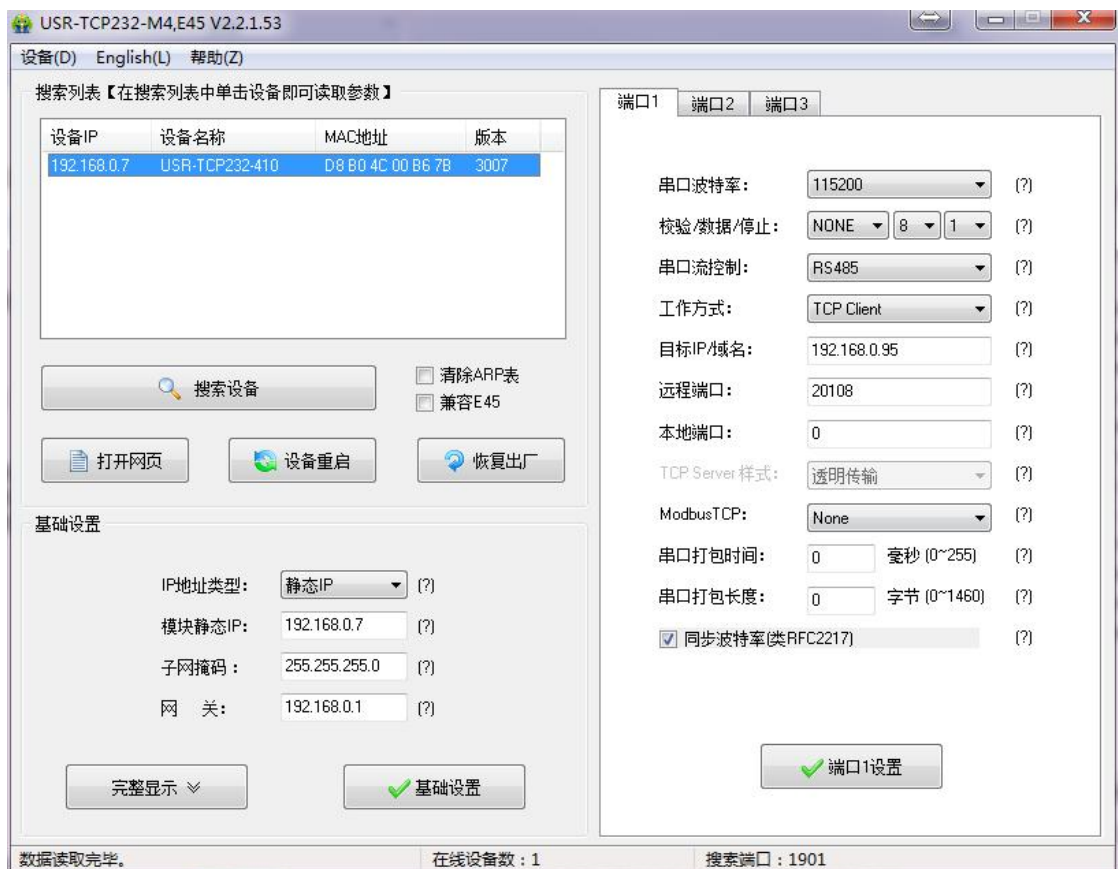 USR-TCP232-M4,E45 V2.2.1.53
设备(D) English(L) 帮助(Z)
搜索列表【在搜索列表中单击设备即可读取参数】
设备IP 设备名称 MAC地址 版本
192.168.0.7 USR-TCP232-410 D8 B0 4C 00 B6 7B 3007
搜索设备
清除ARP表
兼容E45
打开网页 设备重启 恢复出厂
基础设置
IP地址类型: 静态IP (?)
模块静态IP: 192.168.0.7 (?)
子网掩码: 255.255.255.0 (?)
网 关: 192.168.0.1 (?)
完整显示 基础设置
端口1 端口2 端口3
串口波特率: 115200 (?)
校验/数据/停止: NONE 8 1 (?)
串口流控制: RS485 (?)
工作方式: TCP Client (?)
目标IP/域名: 192.168.0.95 (?)
远程端口: 20108 (?)
本地端口: 0 (?)
TCP Server样式: 透明传输 (?)
ModbusTCP: None (?)
串口打包时间: 0 毫秒 (0~255) (?)
串口打包长度: 0 字节 (0~1460) (?)
同步波特率(类RFC2217) (?)
端口1设置
数据读取完毕。 在线设备数:1 搜索端口:1901